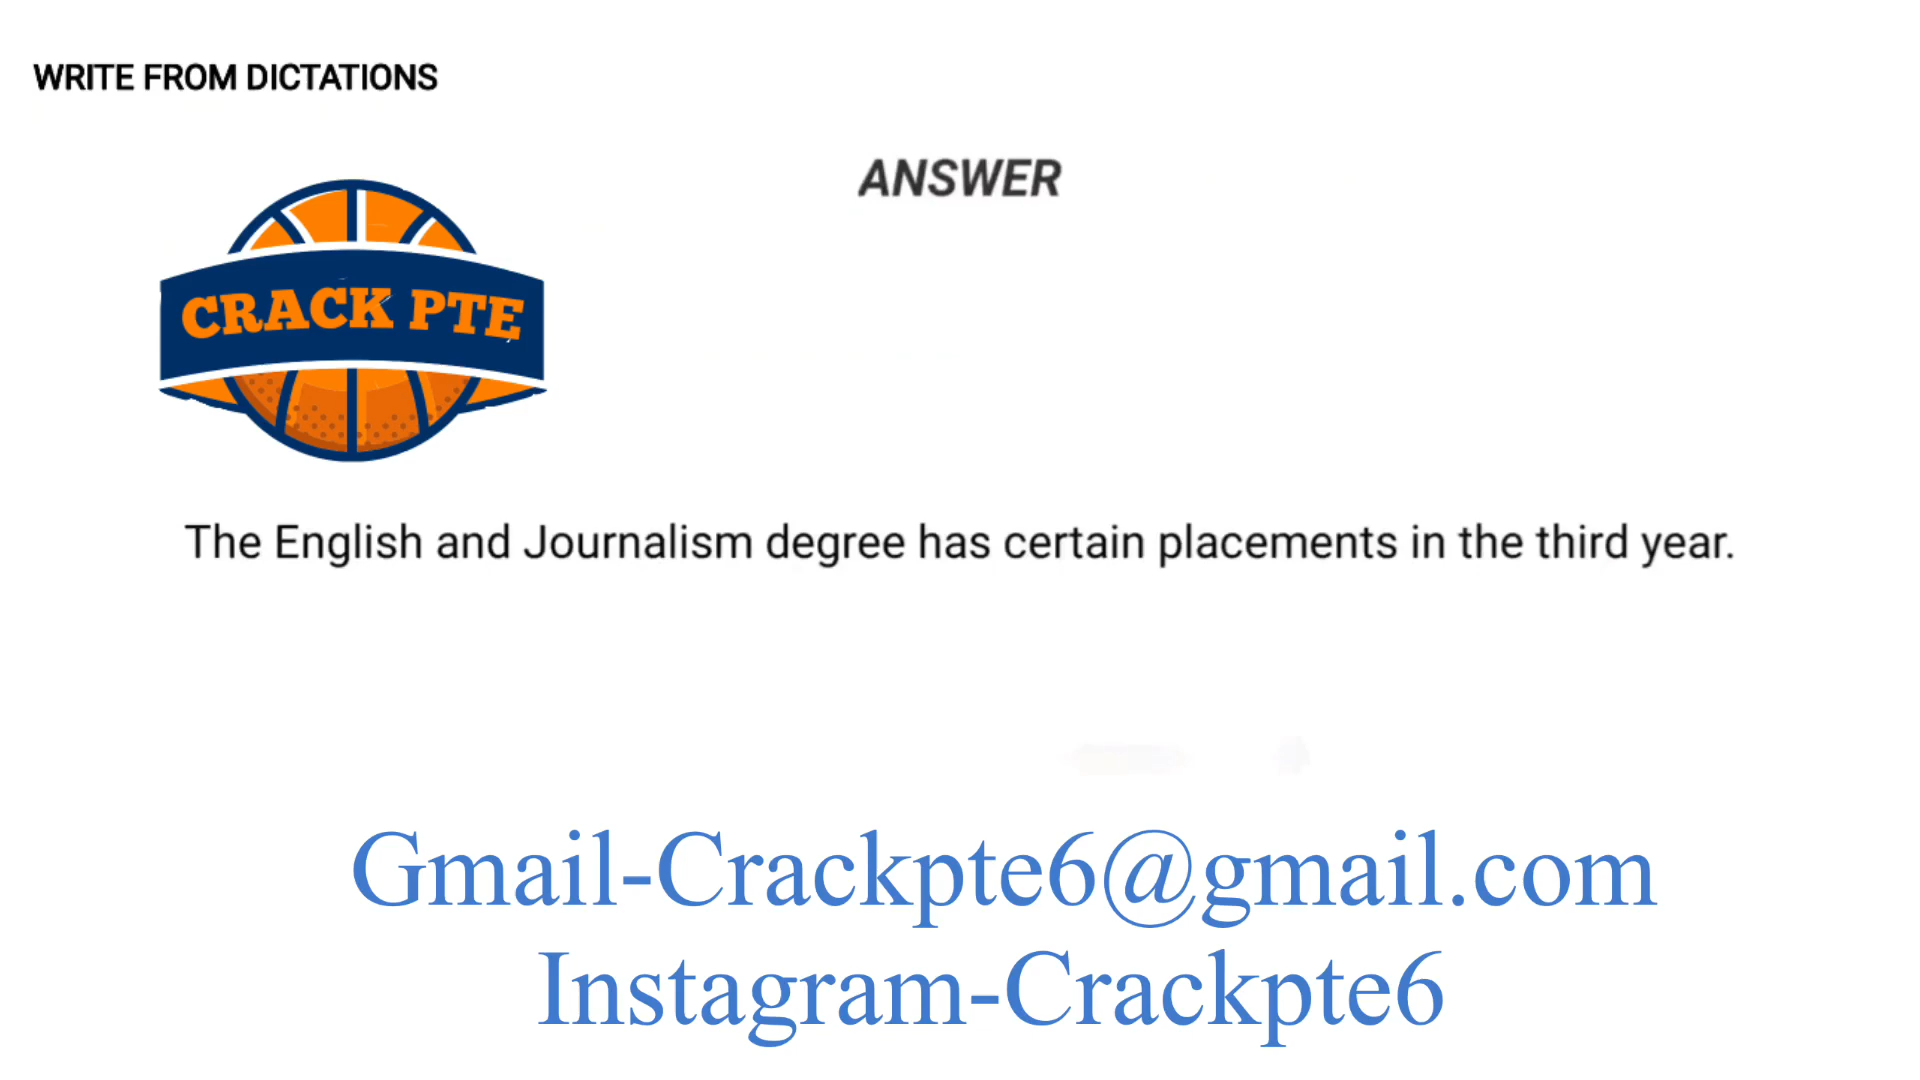 WRITE FROM DICTATIONS
ANSWER
CRACK PTE
The English and Journalism degree has certain placements in the third year.
Gmail-Crackpte6@gmail.com
Instagram-Crackpte6